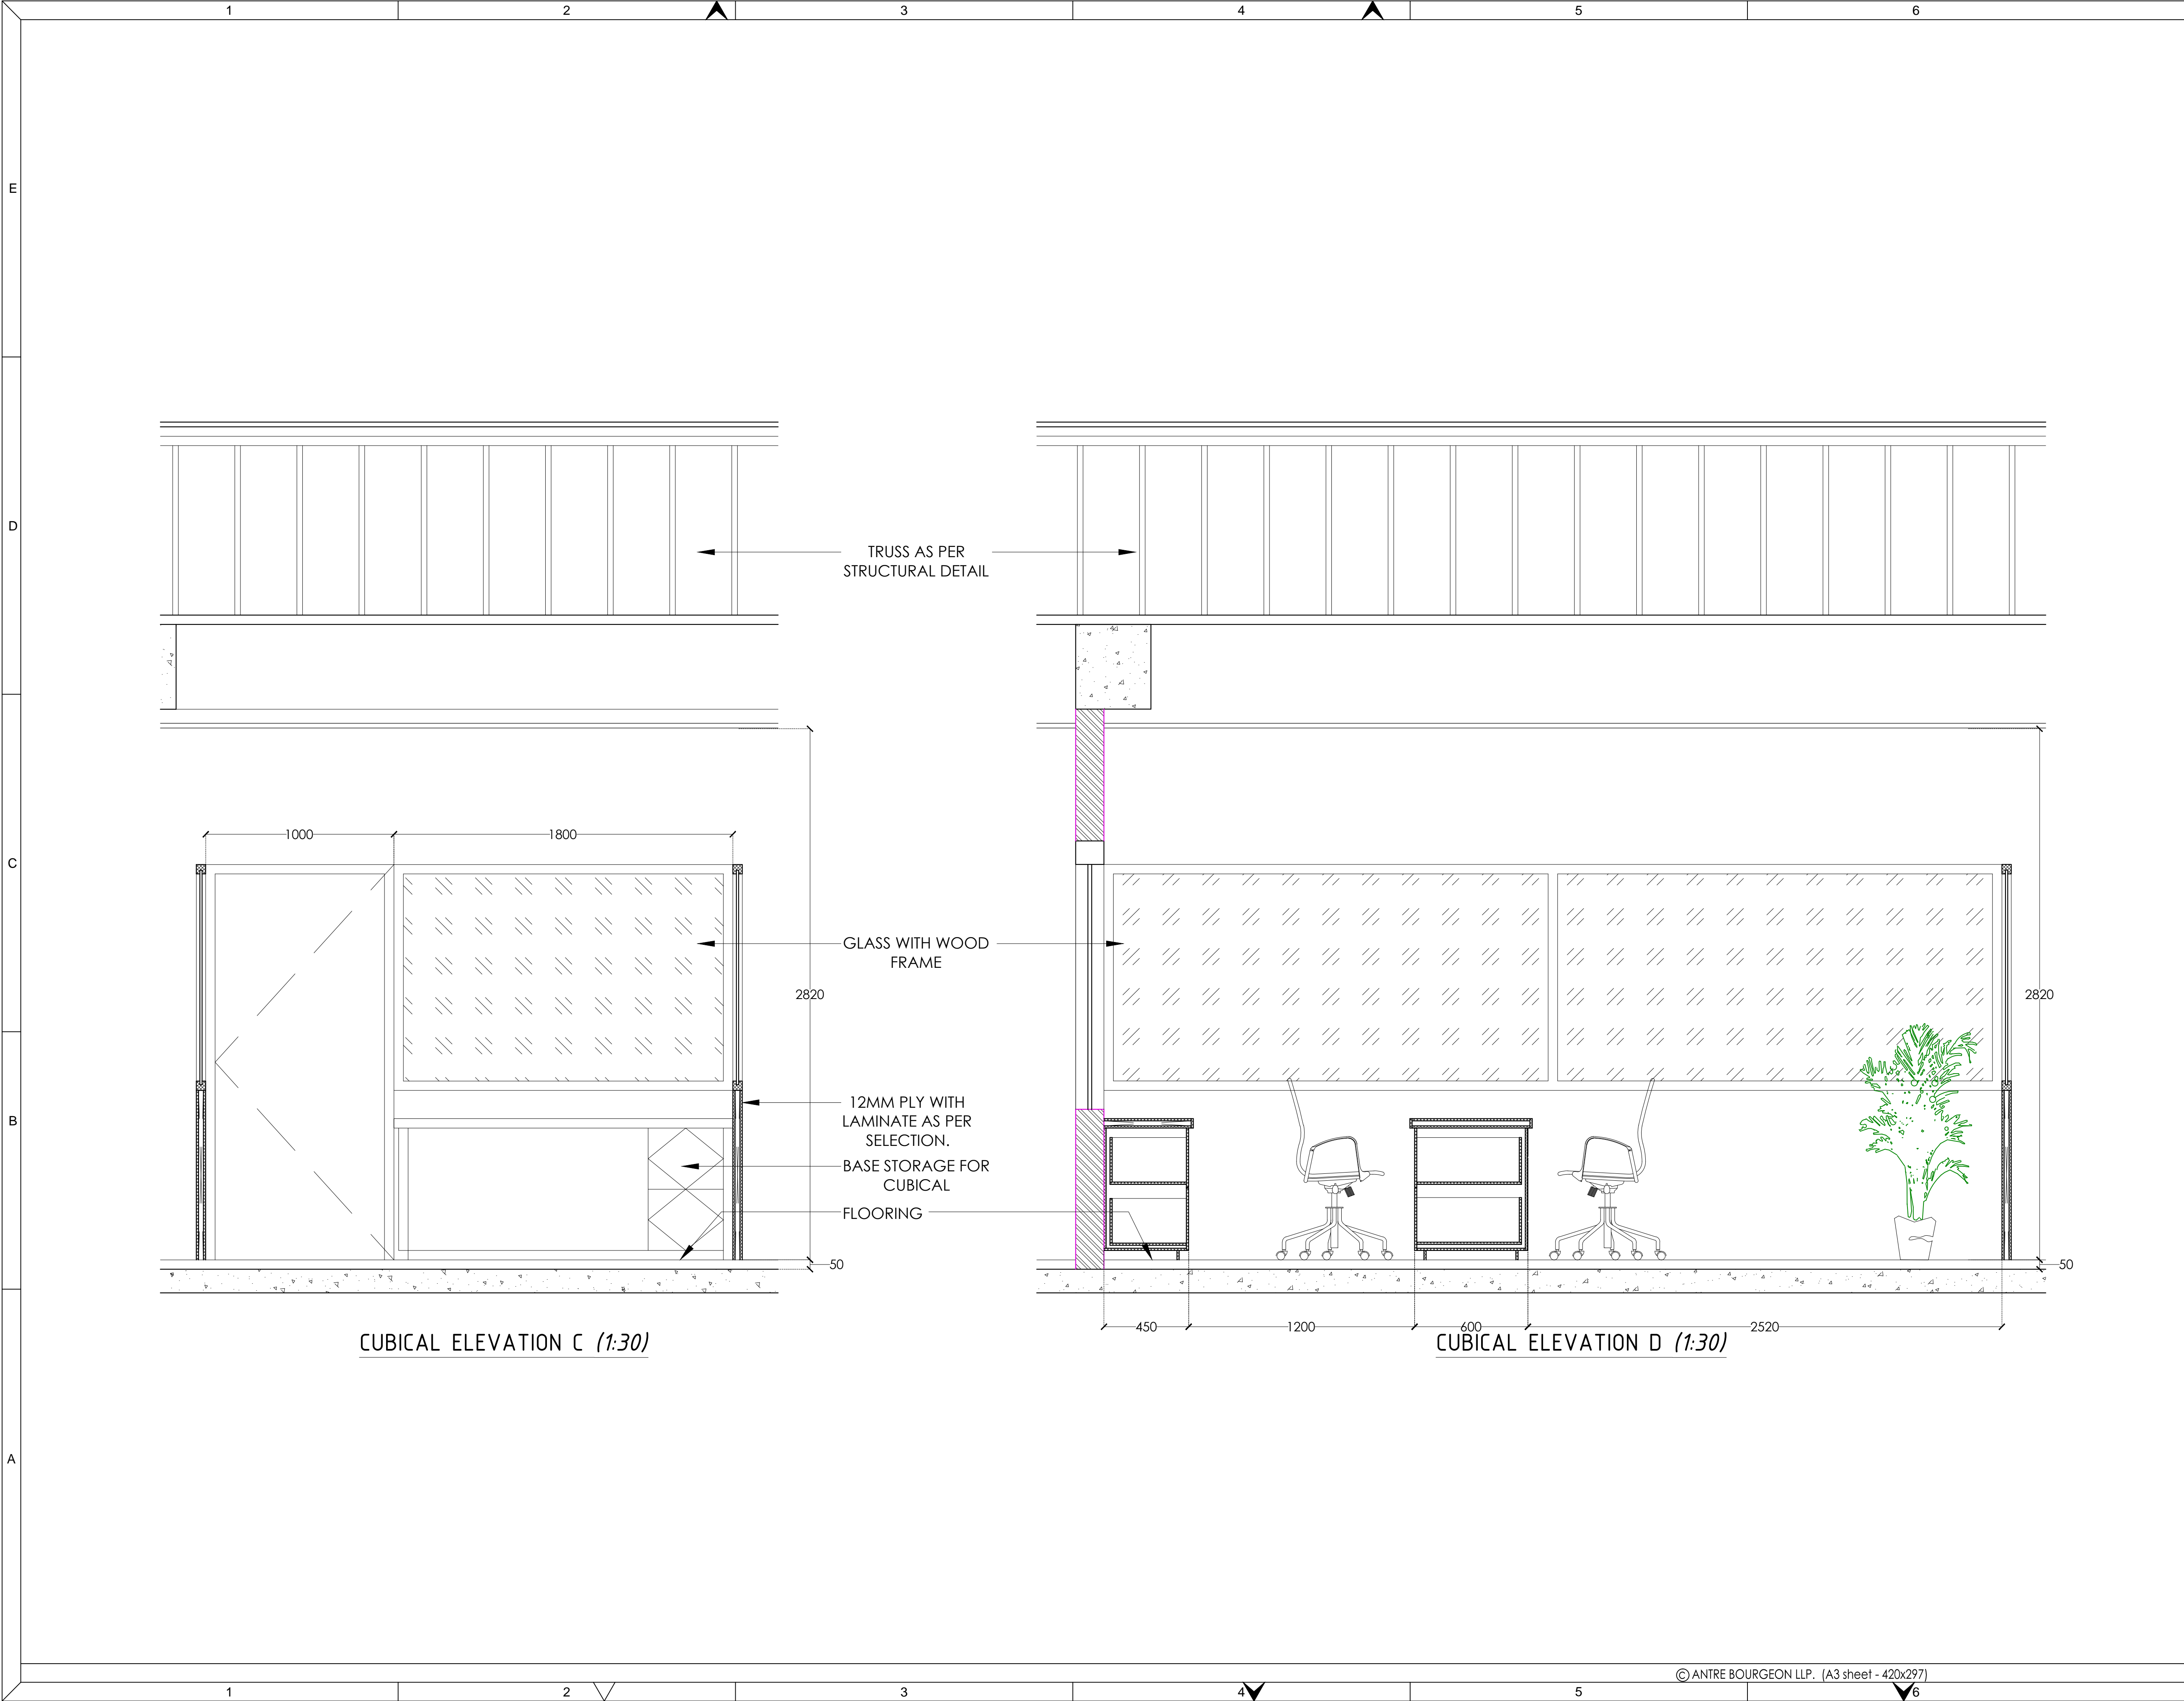 1 2 3 4 5 6
E
D
TRUSS AS PER
STRUCTURAL DETAIL
C
1000 1800
GLASS WITH WOOD
FRAME
2820 2820
B
12MM PLY WITH
LAMINATE AS PER
SELECTION.
BASE STORAGE FOR
CUBICAL
FLOORING
50 50
450 1200 600 2520
CUBICAL ELEVATION C (1:30) CUBICAL ELEVATION D (1:30)
A
© ANTRE BOURGEON LLP. (A3 sheet - 420x297)
1 2 3 4 5 6